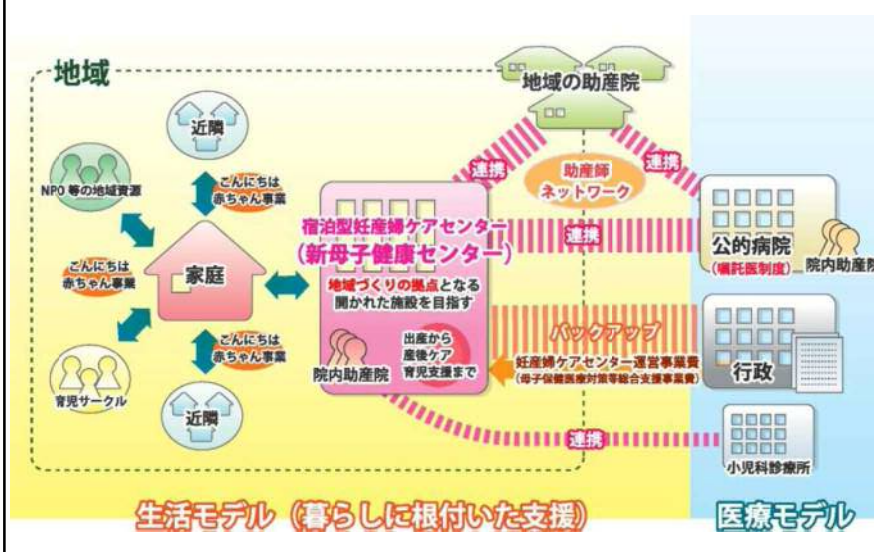 地域
近隣
NPO等の地域資源
こんにちは
赤ちゃん事業
こんにちは
赤ちゃん事業
家庭
こんにちは
赤ちゃん事業
育児サークル
近隣
地域の助産院
連携
助産師
ネットワーク
連携
宿泊型妊産婦ケアセンター
(新母子健康センター)
地域づくりの拠点となる
開かれた施設を目指す
出産から
産後ケア
育児支援まで
院内助産院
連携
公的病院
(嘱託医制度)
院内助産院
バックアップ
妊産婦ケアセンター運営事業費
(母子保健医療対策等総合支援事業費)
行政
連携
小児科診療所
生活モデル(暮らしに根付いた支援)
医療モデル